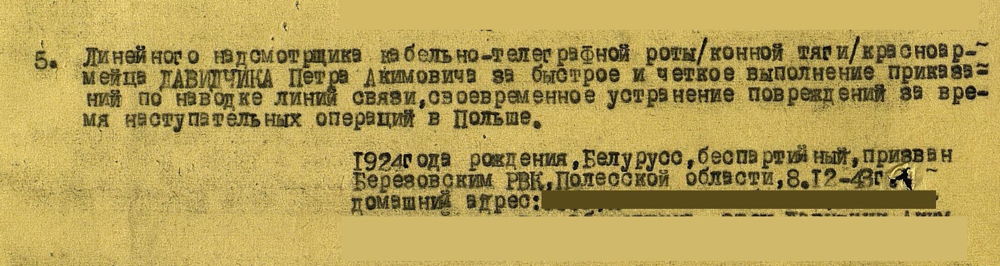 5. Линейного надсмотрщика кабельно-телеграфной роты/конной тяги/красноар-
мейца ДАВИДЧИКА Петра Акимовича за быстрое и четкое выполнение приказа=
ний по наводке линий связи,своевременное устранение повреждений за вре-
мя наступательных операций в Польше.
1924года рождения,Белурусс,беспартийный,призван
Березовским РВК,Полесской области,8.12-43г.
домашний адрес: